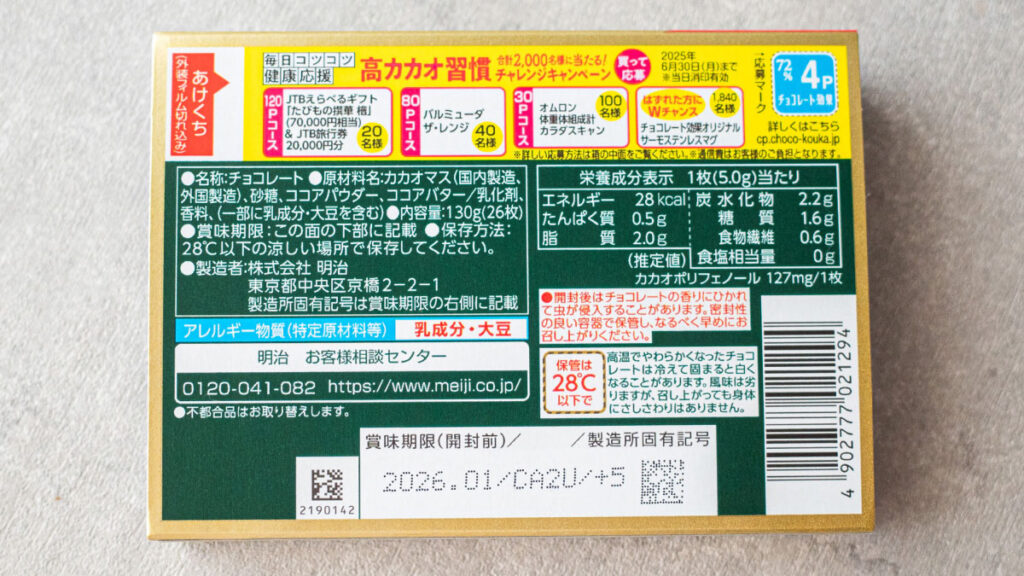 あけくち
(外装フィルム切れ込み)
毎日コツコツ
健康応援
高カカオ習慣
合計2,000名様に当たる!
チャレンジキャンペーン
買って
応募
2025年
6月30日(月)まで
※当日消印有効
応募マーク
72%
4P
チョコレート効果
120Pコース
JTBえらべるギフト
「たびもの撰華 橲」
(70,000円相当)
& JTB旅行券
20,000円分
20名様
80Pコース
バルミューダ
ザ・レンジ
40名様
30Pコース
オムロン
体重体組成計
カラダスキャン
100名様
はずれた方に
Wチャンス
1,840名様
チョコレート効果オリジナル
サーモステンレスマグ
詳しくはこちら
cp.choco-kouka.jp
※詳しい応募方法は箱の中面をご覧ください。※通信費はお客様のご負担となります。
●名称:チョコレート ●原材料名:カカオマス(国内製造、
外国製造)、砂糖、ココアパウダー、ココアバター/乳化剤、
香料、(一部に乳成分・大豆を含む)●内容量:130g(26枚)
●賞味期限:この面の下部に記載 ●保存方法:
28℃以下の涼しい場所で保存してください。
●製造者:株式会社 明治
東京都中央区京橋2-2-1
製造所固有記号は賞味期限の右側に記載
アレルギー物質(特定原材料等) 乳成分・大豆
明治 お客様相談センター
0120-041-082 https://www.meiji.co.jp/
●不都合品はお取り替えします。
栄養成分表示 1枚(5.0g)当たり
エネルギー 28kcal
たんぱく質 0.5g
脂質 2.0g
炭水化物 2.2g
糖質 1.6g
食物繊維 0.6g
食塩相当量 0g
(推定値)
カカオポリフェノール 127mg/1枚
●開封後はチョコレートの香りにひかれ
て虫が侵入することがあります。密封性
の良い容器で保管し、なるべく早めにお
召し上がりください。
保管は
28℃
以下で
高温でやわらかくなったチョコ
レートは冷えて固まると白く
なることがあります。風味は劣
りますが、召し上がっても身体
にさしさわりはありません。
賞味期限(開封前)/ /製造所固有記号
2026.01/CA2U/+5
2190142
4 902777 021294